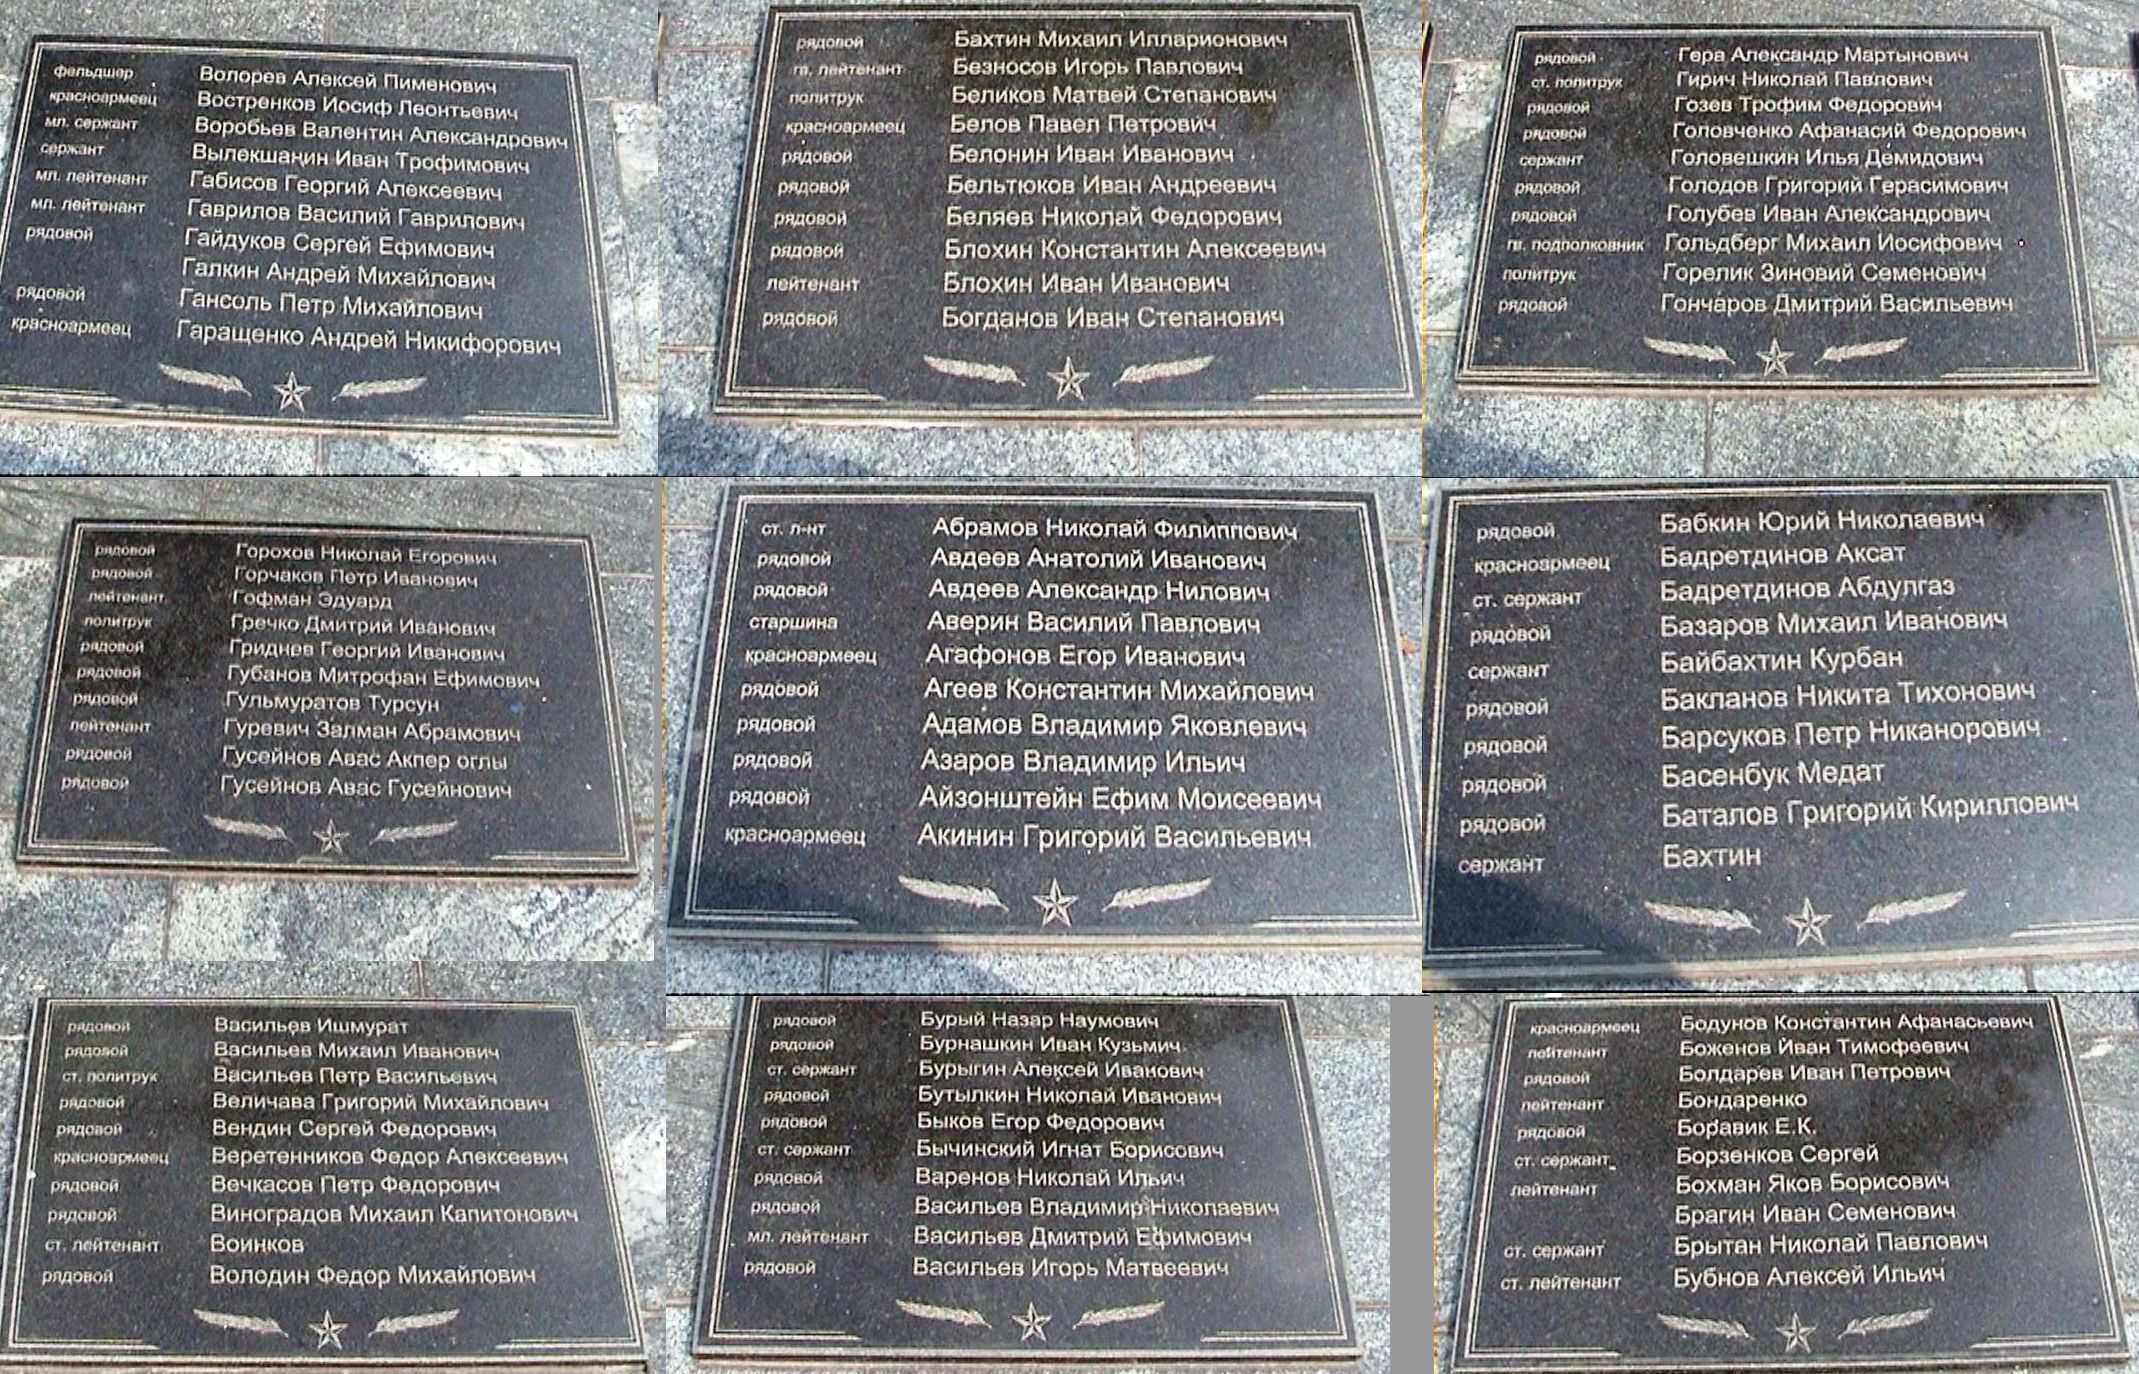 фельдшер Волорев Алексей Пименович
красноармеец Востренков Иосиф Леонтьевич
мл. сержант Воробьев Валентин Александрович
сержант Вылекшанин Иван Трофимович
мл. лейтенант Габисов Георгий Алексеевич
мл. лейтенант Гаврилов Василий Гаврилович
рядовой Гайдуков Сергей Ефимович
Галкин Андрей Михайлович
рядовой Гансоль Петр Михайлович
красноармеец Гаращенко Андрей Никифорович
рядовой Бахтин Михаил Илларионович
гв. лейтенант Безносов Игорь Павлович
политрук Беликов Матвей Степанович
красноармеец Белов Павел Петрович
рядовой Белонин Иван Иванович
рядовой Бельтюков Иван Андреевич
рядовой Беляев Николай Федорович
рядовой Блохин Константин Алексеевич
лейтенант Блохин Иван Иванович
рядовой Богданов Иван Степанович
рядовой Гера Александр Мартынович
ст. политрук Гирич Николай Павлович
рядовой Гозев Трофим Федорович
рядовой Головченко Афанасий Федорович
сержант Головешкин Илья Демидович
рядовой Голодов Григорий Герасимович
рядовой Голубев Иван Александрович
гв. подполковник Гольдберг Михаил Иосифович
политрук Горелик Зиновий Семенович
рядовой Гончаров Дмитрий Васильевич
рядовой Горохов Николай Егорович
рядовой Горчаков Петр Иванович
лейтенант Гофман Эдуард
политрук Гречко Дмитрий Иванович
рядовой Гриднев Георгий Иванович
рядовой Губанов Митрофан Ефимович
рядовой Гульмуратов Турсун
лейтенант Гуревич Залман Абрамович
рядовой Гусейнов Авас Акпер оглы
рядовой Гусейнов Авас Гусейнович
ст. л-нт Абрамов Николай Филиппович
рядовой Авдеев Анатолий Иванович
рядовой Авдеев Александр Нилович
старшина Аверин Василий Павлович
красноармеец Агафонов Егор Иванович
рядовой Агеев Константин Михайлович
рядовой Адамов Владимир Яковлевич
рядовой Азаров Владимир Ильич
рядовой Айзонштейн Ефим Моисеевич
красноармеец Акинин Григорий Васильевич
рядовой Бабкин Юрий Николаевич
красноармеец Бадретдинов Аксат
ст. сержант Бадретдинов Абдулгаз
рядовой Базаров Михаил Иванович
сержант Байбахтин Курбан
рядовой Бакланов Никита Тихонович
рядовой Барсуков Петр Никанорович
рядовой Басенбук Медат
рядовой Баталов Григорий Кириллович
сержант Бахтин
рядовой Васильев Ишмурат
рядовой Васильев Михаил Иванович
ст. политрук Васильев Петр Васильевич
рядовой Величава Григорий Михайлович
рядовой Вендин Сергей Федорович
красноармеец Веретенников Федор Алексеевич
рядовой Вечкасов Петр Федорович
рядовой Виноградов Михаил Капитонович
ст. лейтенант Воинков
рядовой Володин Федор Михайлович
рядовой Бурый Назар Наумович
рядовой Бурнашкин Иван Кузьмич
ст. сержант Бурыгин Алексей Иванович
рядовой Бутылкин Николай Иванович
рядовой Быков Егор Федорович
ст. сержант Бычинский Игнат Борисович
рядовой Варенов Николай Ильич
рядовой Васильев Владимир Николаевич
мл. лейтенант Васильев Дмитрий Ефимович
рядовой Васильев Игорь Матвеевич
красноармеец Бодунов Константин Афанасьевич
лейтенант Боженов Иван Тимофеевич
рядовой Болдарев Иван Петрович
лейтенант Бондаренко
рядовой Боравик Е.К.
ст. сержант Борзенков Сергей
лейтенант Бохман Яков Борисович
Брагин Иван Семенович
ст. сержант Брытан Николай Павлович
ст. лейтенант Бубнов Алексей Ильич